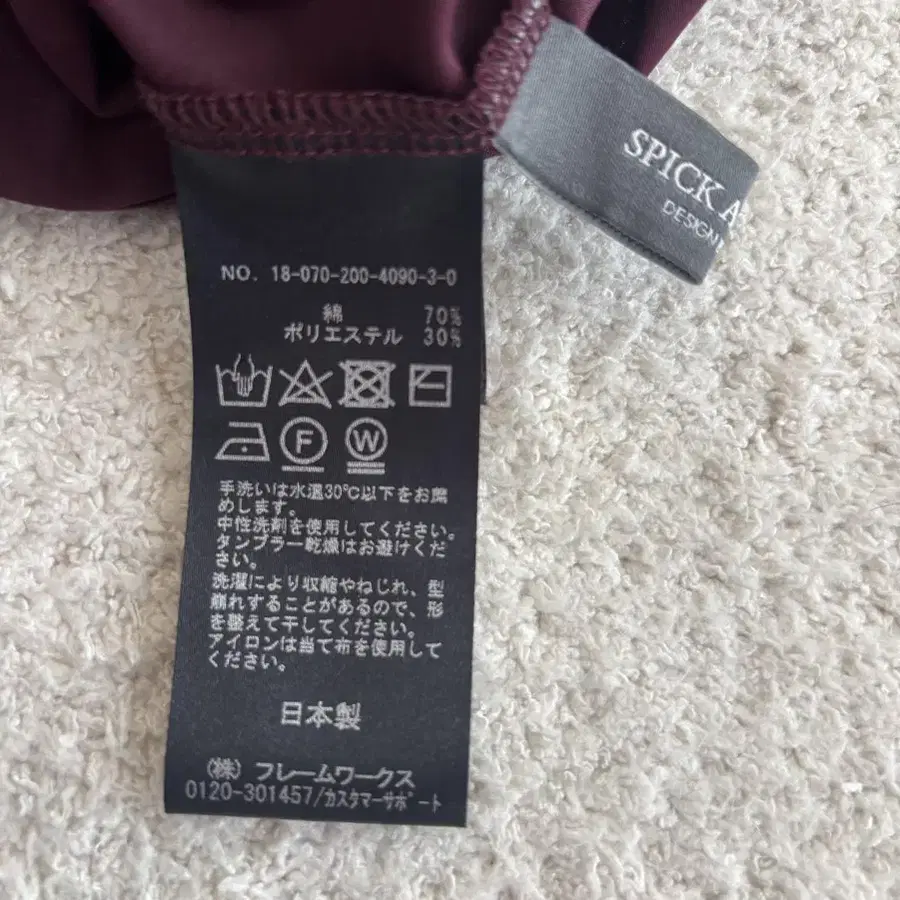 SPICK A
DESIGN
NO. 18-070-200-4090-3-0
綿 70%
ポリエステル 30%
F W
手洗いは水温30℃以下をお薦
めします。
中性洗剤を使用してください。
タンブラー乾燥はお避けくだ
さい。
洗濯により収縮やねじれ、型
崩れすることがあるので、形
を整えて干してください。
アイロンは当て布を使用して
ください。
日本製
(株) フレームワークス
0120-301457/カスタマーサポート